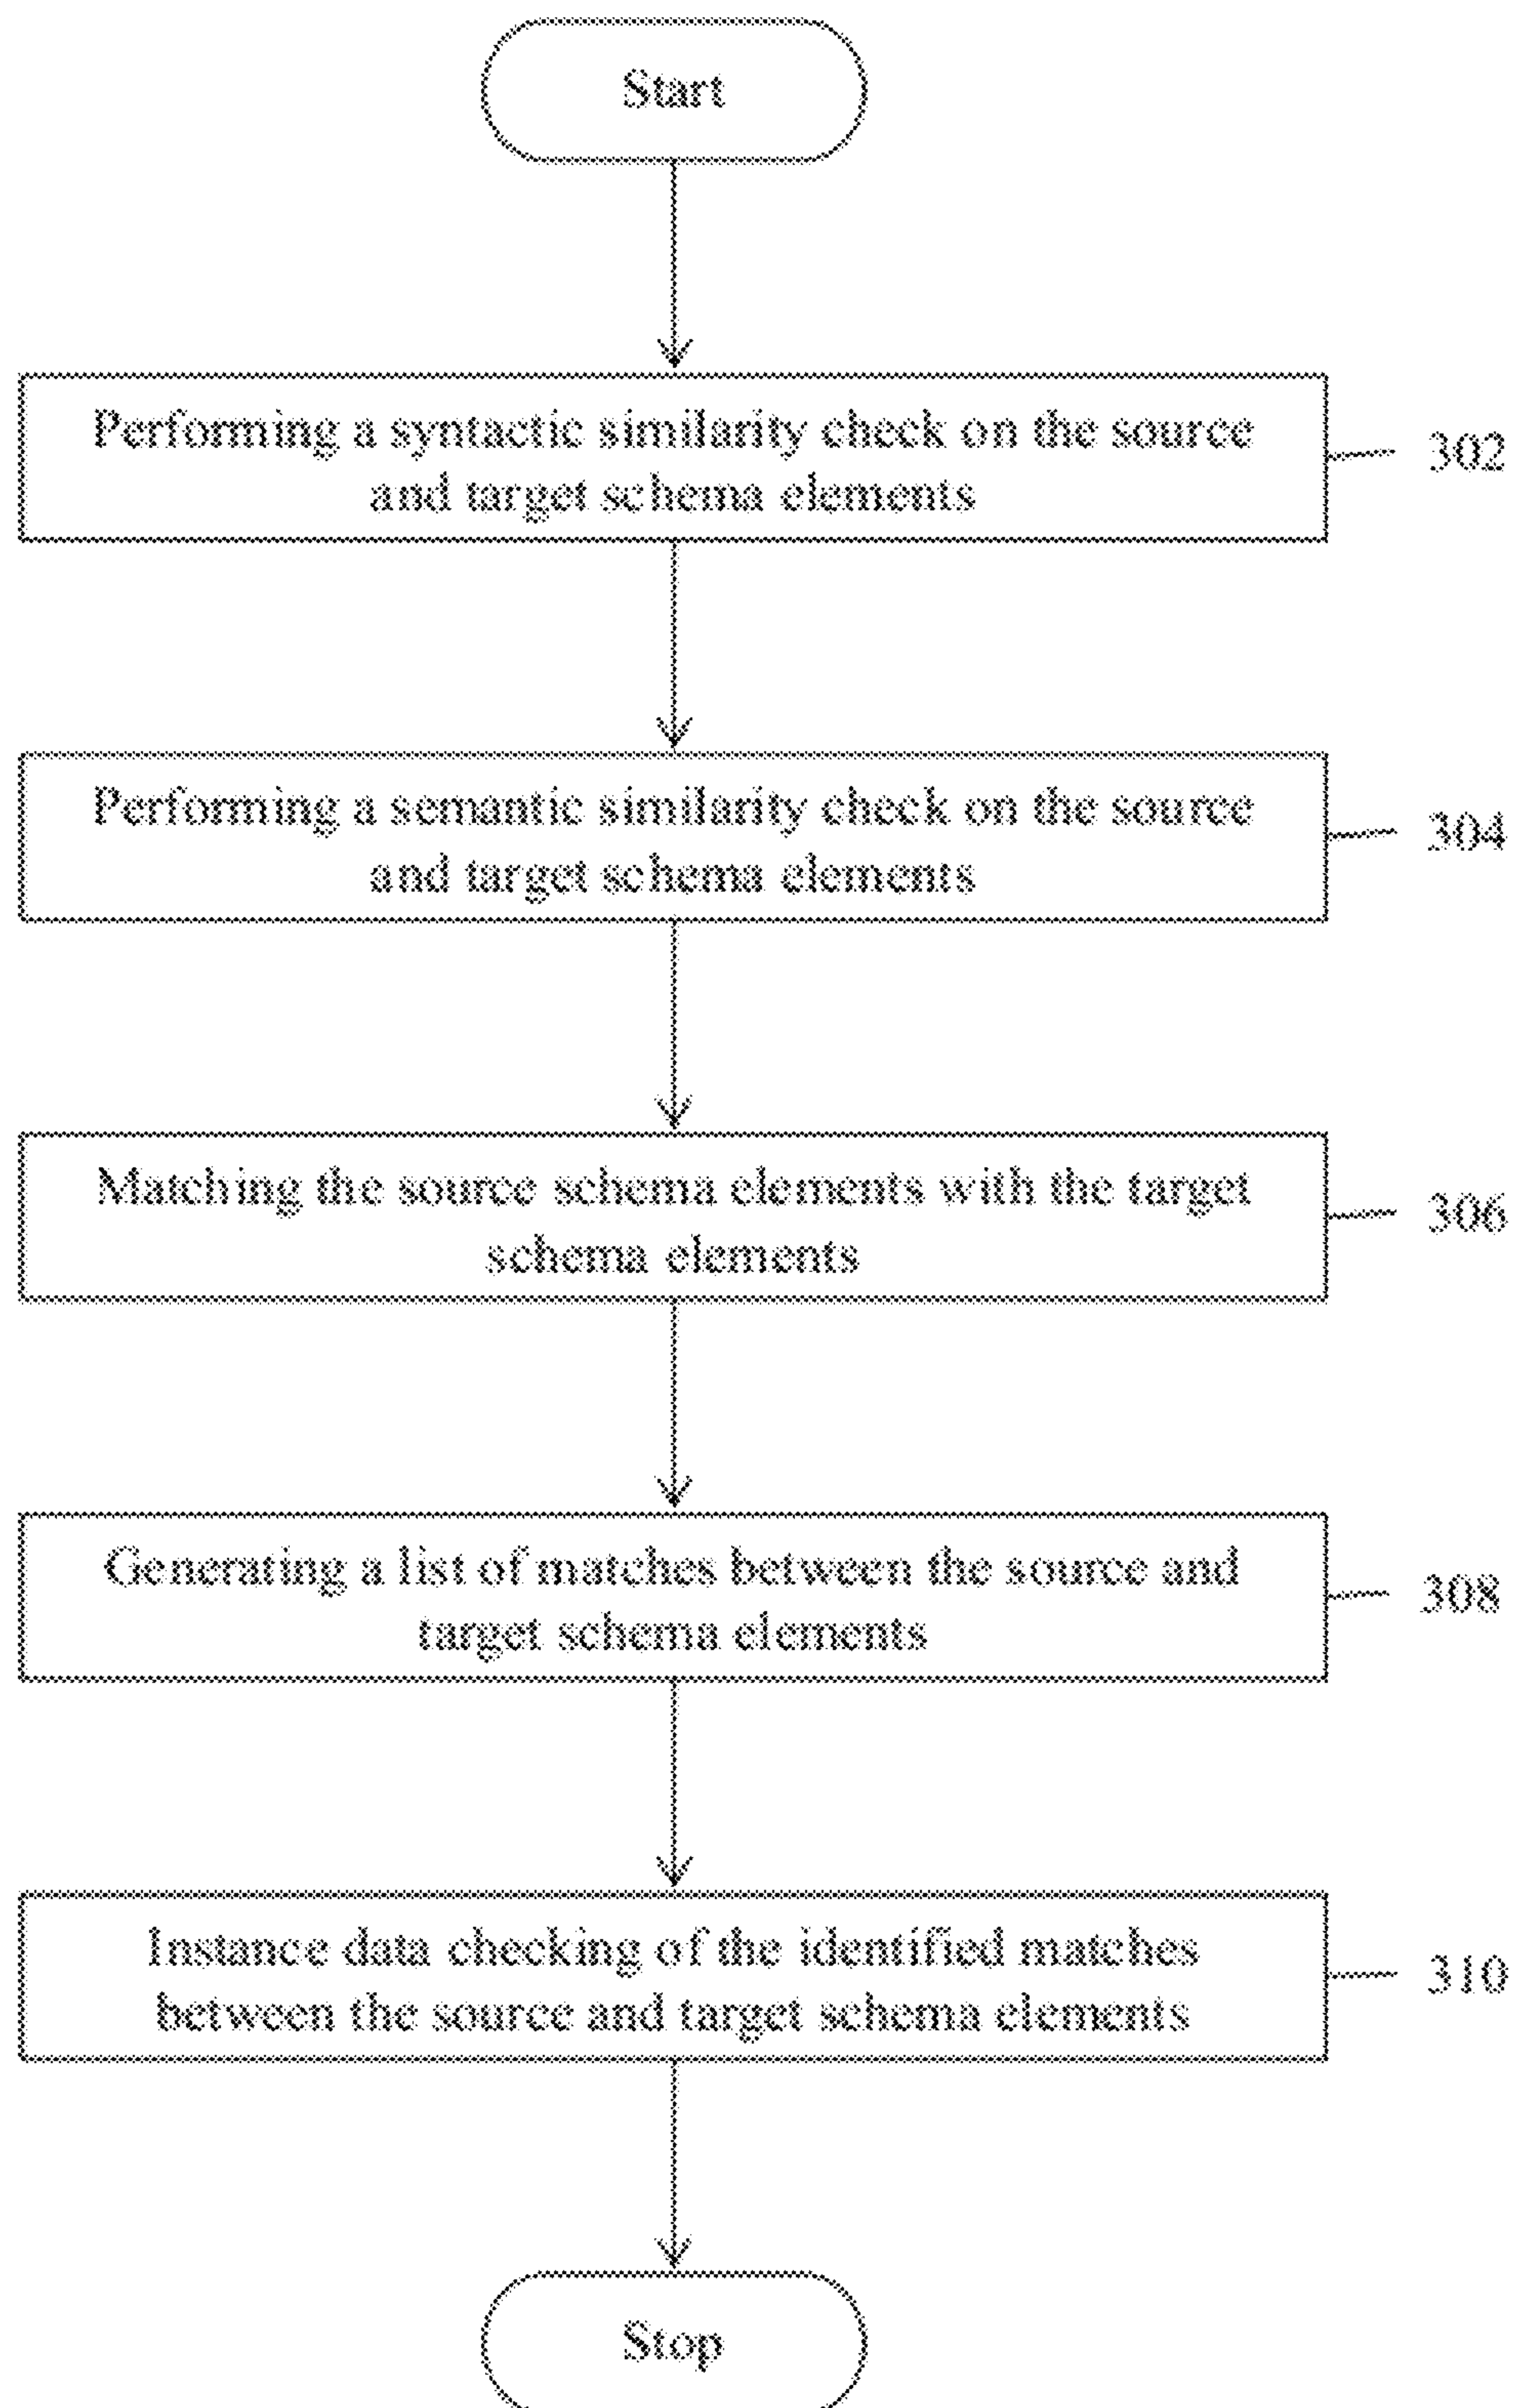 Start
Performing a syntactic similarity check on the source
and target schema elements
302
Performing a semantic similarity check on the source
and target schema elements
304
Matching the source schema elements with the target
schema elements
306
Generating a list of matches between the source and
target schema elements
308
Instance data checking of the identified matches
between the source and target schema elements
310
Stop